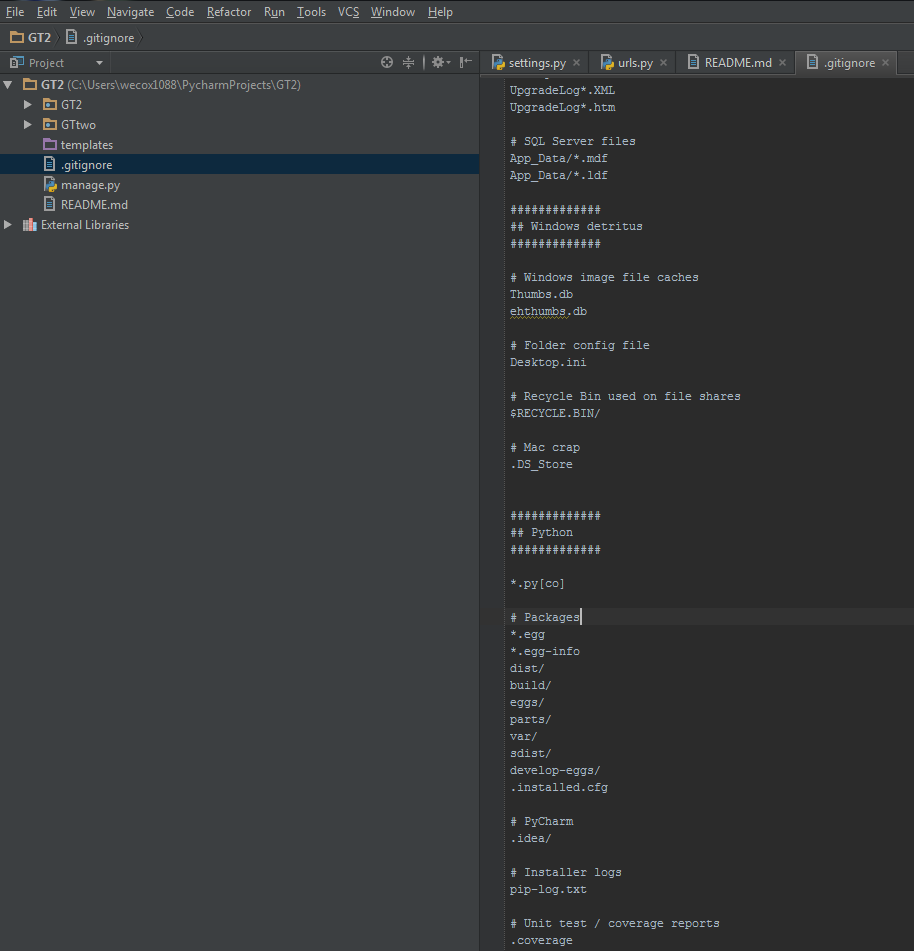 File Edit View Navigate Code Refactor Run Tools VCS Window Help
GT2 .gitignore
Project
settings.py urls.py README.md .gitignore
GT2 (C:\Users\wecox1088\PycharmProjects\GT2)
GT2
GTtwo
templates
.gitignore
manage.py
README.md
External Libraries
UpgradeLog*.XML
UpgradeLog*.htm
# SQL Server files
App_Data/*.mdf
App_Data/*.ldf
#############
## Windows detritus
#############
# Windows image file caches
Thumbs.db
ehthumbs.db
# Folder config file
Desktop.ini
# Recycle Bin used on file shares
$RECYCLE.BIN/
# Mac crap
.DS_Store
#############
## Python
#############
*.py[co]
# Packages
*.egg
*.egg-info
dist/
build/
eggs/
parts/
var/
sdist/
develop-eggs/
.installed.cfg
# PyCharm
.idea/
# Installer logs
pip-log.txt
# Unit test / coverage reports
.coverage